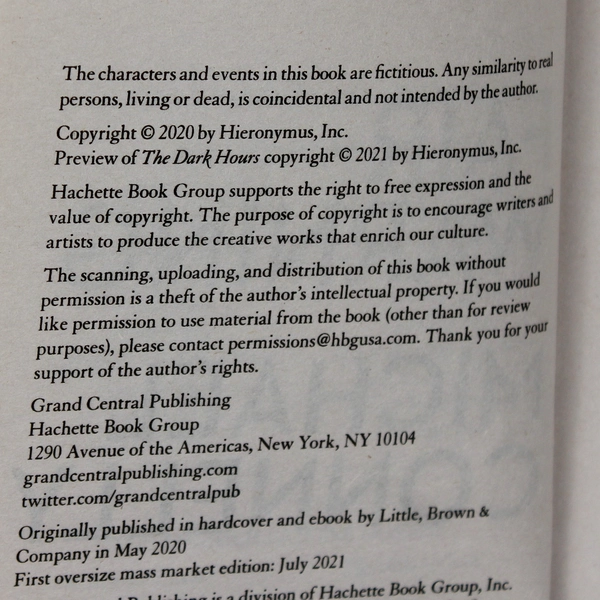 The characters and events in this book are fictitious. Any similarity to real
persons, living or dead, is coincidental and not intended by the author.
Copyright © 2020 by Hieronymus, Inc.
Preview of The Dark Hours copyright © 2021 by Hieronymus, Inc.
Hachette Book Group supports the right to free expression and the
value of copyright. The purpose of copyright is to encourage writers and
artists to produce the creative works that enrich our culture.
The scanning, uploading, and distribution of this book without
permission is a theft of the author's intellectual property. If you would
like permission to use material from the book (other than for review
purposes), please contact permissions@hbgusa.com. Thank you for your
support of the author's rights.
Grand Central Publishing
Hachette Book Group
1290 Avenue of the Americas, New York, NY 10104
grandcentralpublishing.com
twitter.com/grandcentralpub
Originally published in hardcover and ebook by Little, Brown &
Company in May 2020
First oversize mass market edition: July 2021
Publishing is a division of Hachette Book Group, Inc.